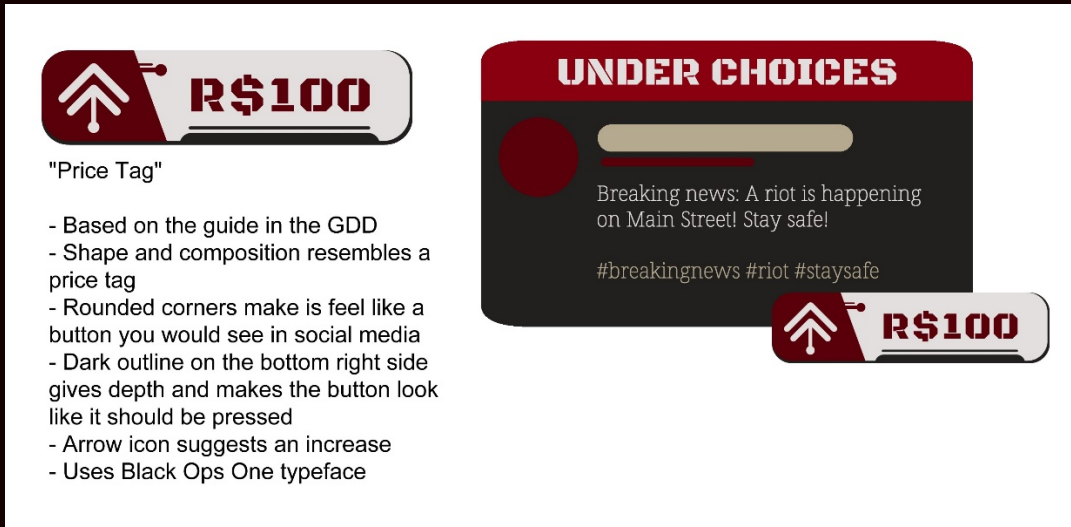 R$100
"Price Tag"
- Based on the guide in the GDD
- Shape and composition resembles a
price tag
- Rounded corners make is feel like a
button you would see in social media
- Dark outline on the bottom right side
gives depth and makes the button look
like it should be pressed
- Arrow icon suggests an increase
- Uses Black Ops One typeface
UNDER CHOICES
Breaking news: A riot is happening
on Main Street! Stay safe!
#breakingnews #riot #staysafe
R$100